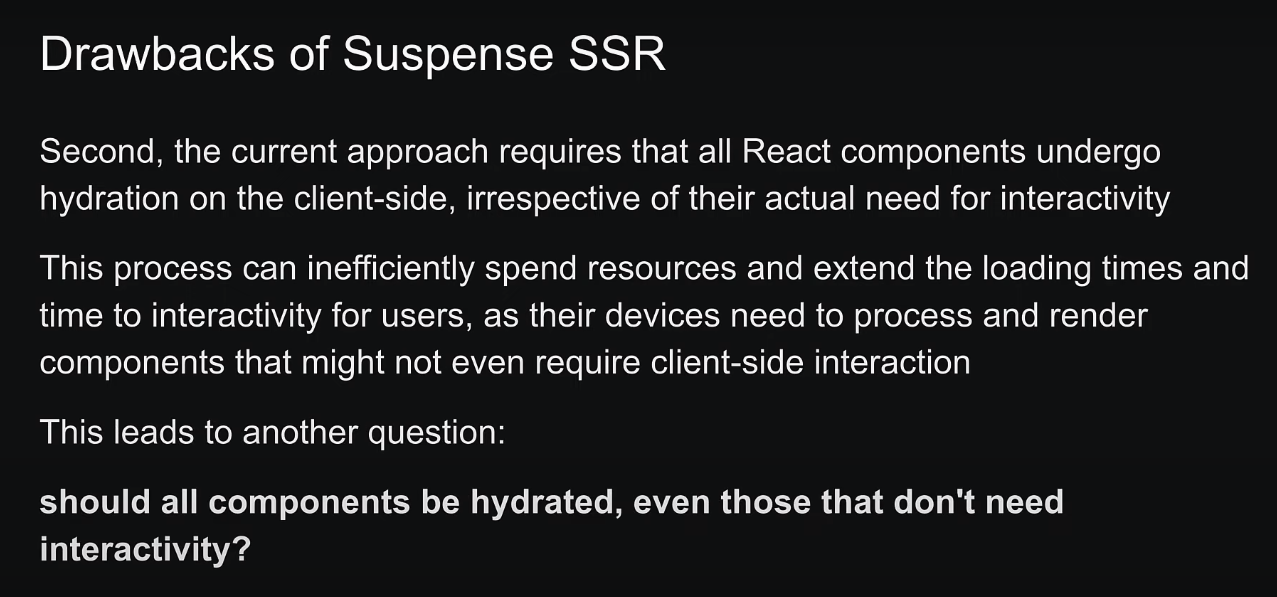 Drawbacks of Suspense SSR
Second, the current approach requires that all React components undergo
hydration on the client-side, irrespective of their actual need for interactivity
This process can inefficiently spend resources and extend the loading times and
time to interactivity for users, as their devices need to process and render
components that might not even require client-side interaction
This leads to another question:
should all components be hydrated, even those that don't need
interactivity?